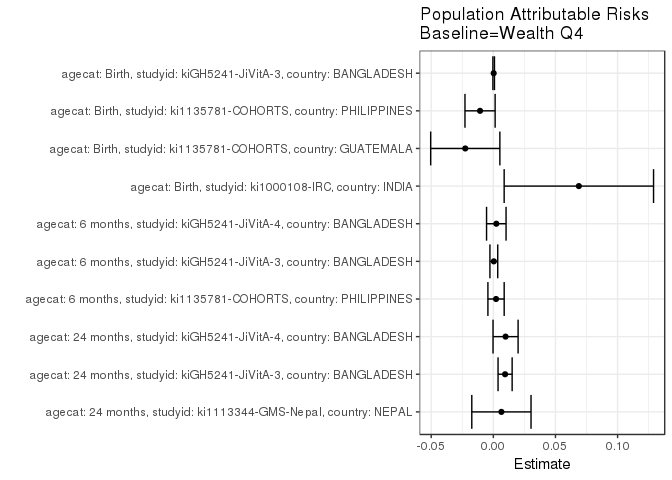 Population Attributable Risks
Baseline=Wealth Q4
agecat: Birth, studyid: kiGH5241-JiVitA-3, country: BANGLADESH
agecat: Birth, studyid: ki1135781-COHORTS, country: PHILIPPINES
agecat: Birth, studyid: ki1135781-COHORTS, country: GUATEMALA
agecat: Birth, studyid: ki1000108-IRC, country: INDIA
agecat: 6 months, studyid: kiGH5241-JiVitA-4, country: BANGLADESH
agecat: 6 months, studyid: kiGH5241-JiVitA-3, country: BANGLADESH
agecat: 6 months, studyid: ki1135781-COHORTS, country: PHILIPPINES
agecat: 24 months, studyid: kiGH5241-JiVitA-4, country: BANGLADESH
agecat: 24 months, studyid: kiGH5241-JiVitA-3, country: BANGLADESH
agecat: 24 months, studyid: ki1113344-GMS-Nepal, country: NEPAL
-0.05 0.00 0.05 0.10
Estimate